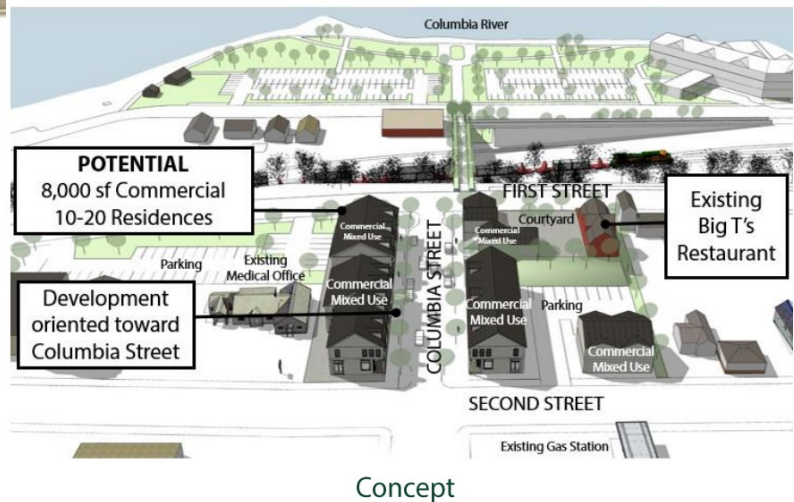 Columbia River
POTENTIAL
8,000 sf Commercial
10-20 Residences
FIRST STREET
Existing
Big T's
Restaurant
Courtyard
Commercial
Mixed Use
Commercial
Mixed Use
Parking
Existing
Medical Office
COLUMBIA STREET
Development
oriented toward
Columbia Street
Commercial
Mixed Use
Commercial
Mixed Use
Parking
Commercial
Mixed Use
SECOND STREET
Existing Gas Station
Concept